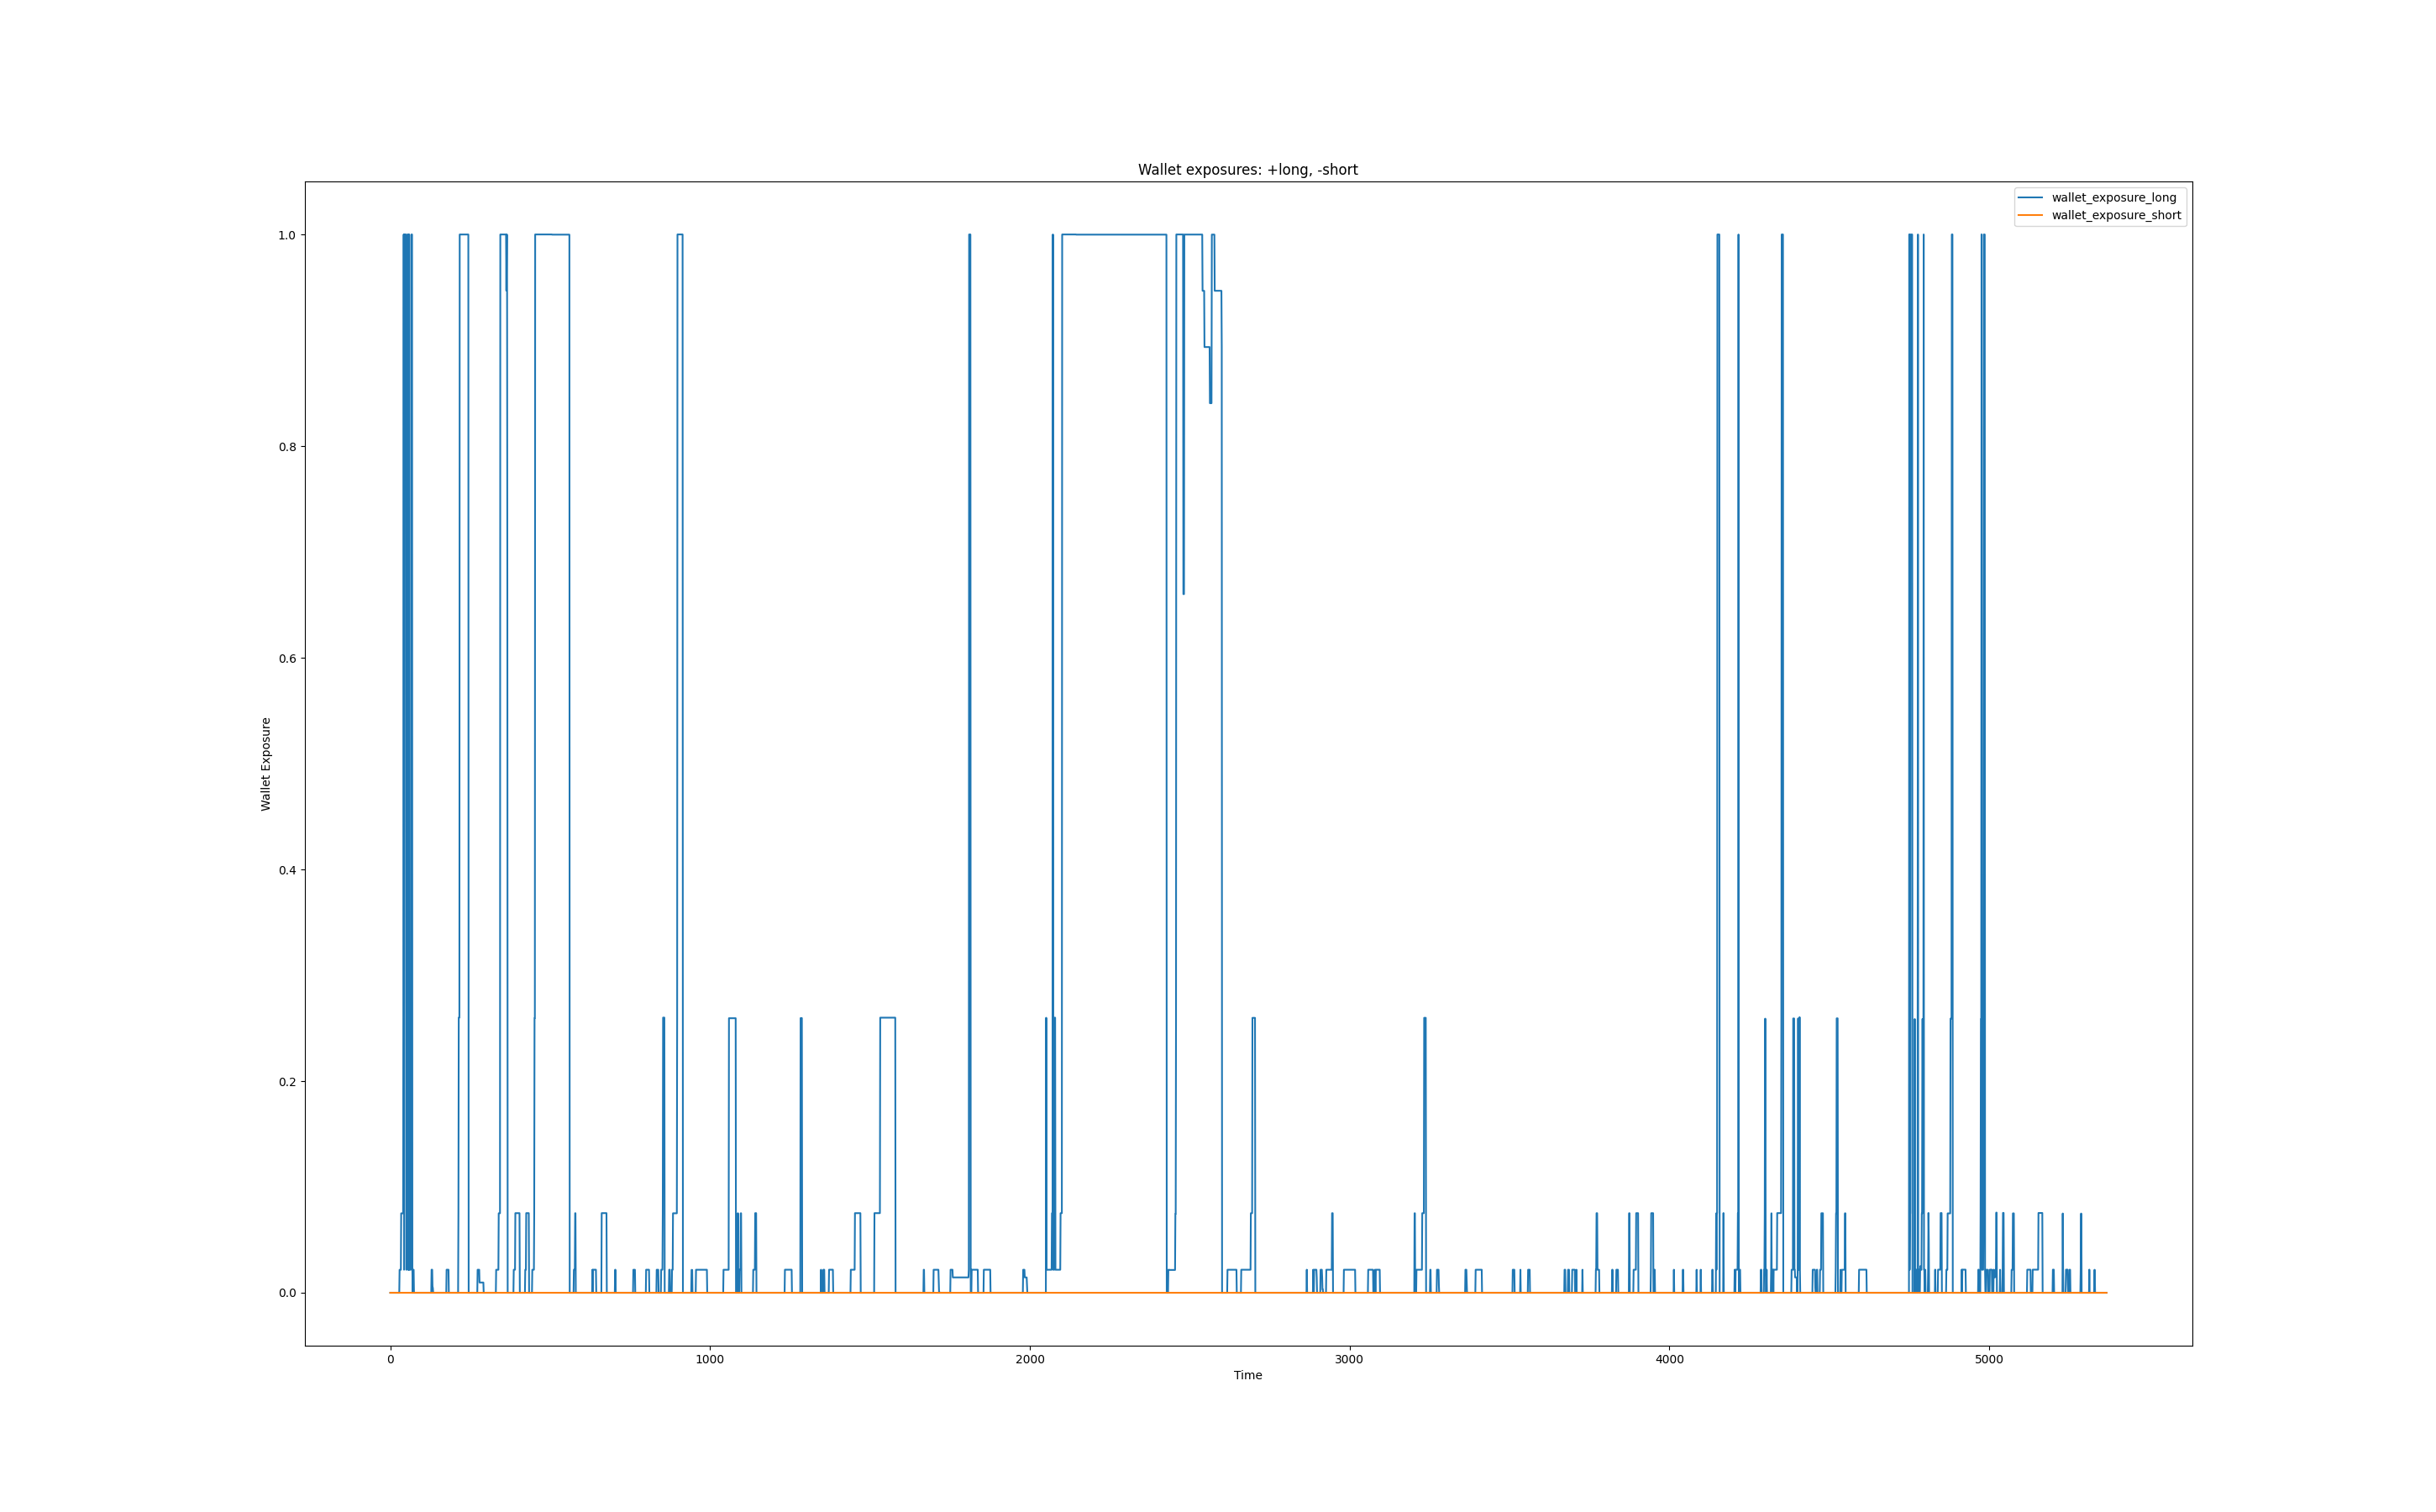 Wallet exposures: +long, -short
wallet_exposure_long
wallet_exposure_short
1.0
0.8
0.6
0.4
0.2
0.0
Wallet Exposure
0 1000 2000 3000 4000 5000
Time